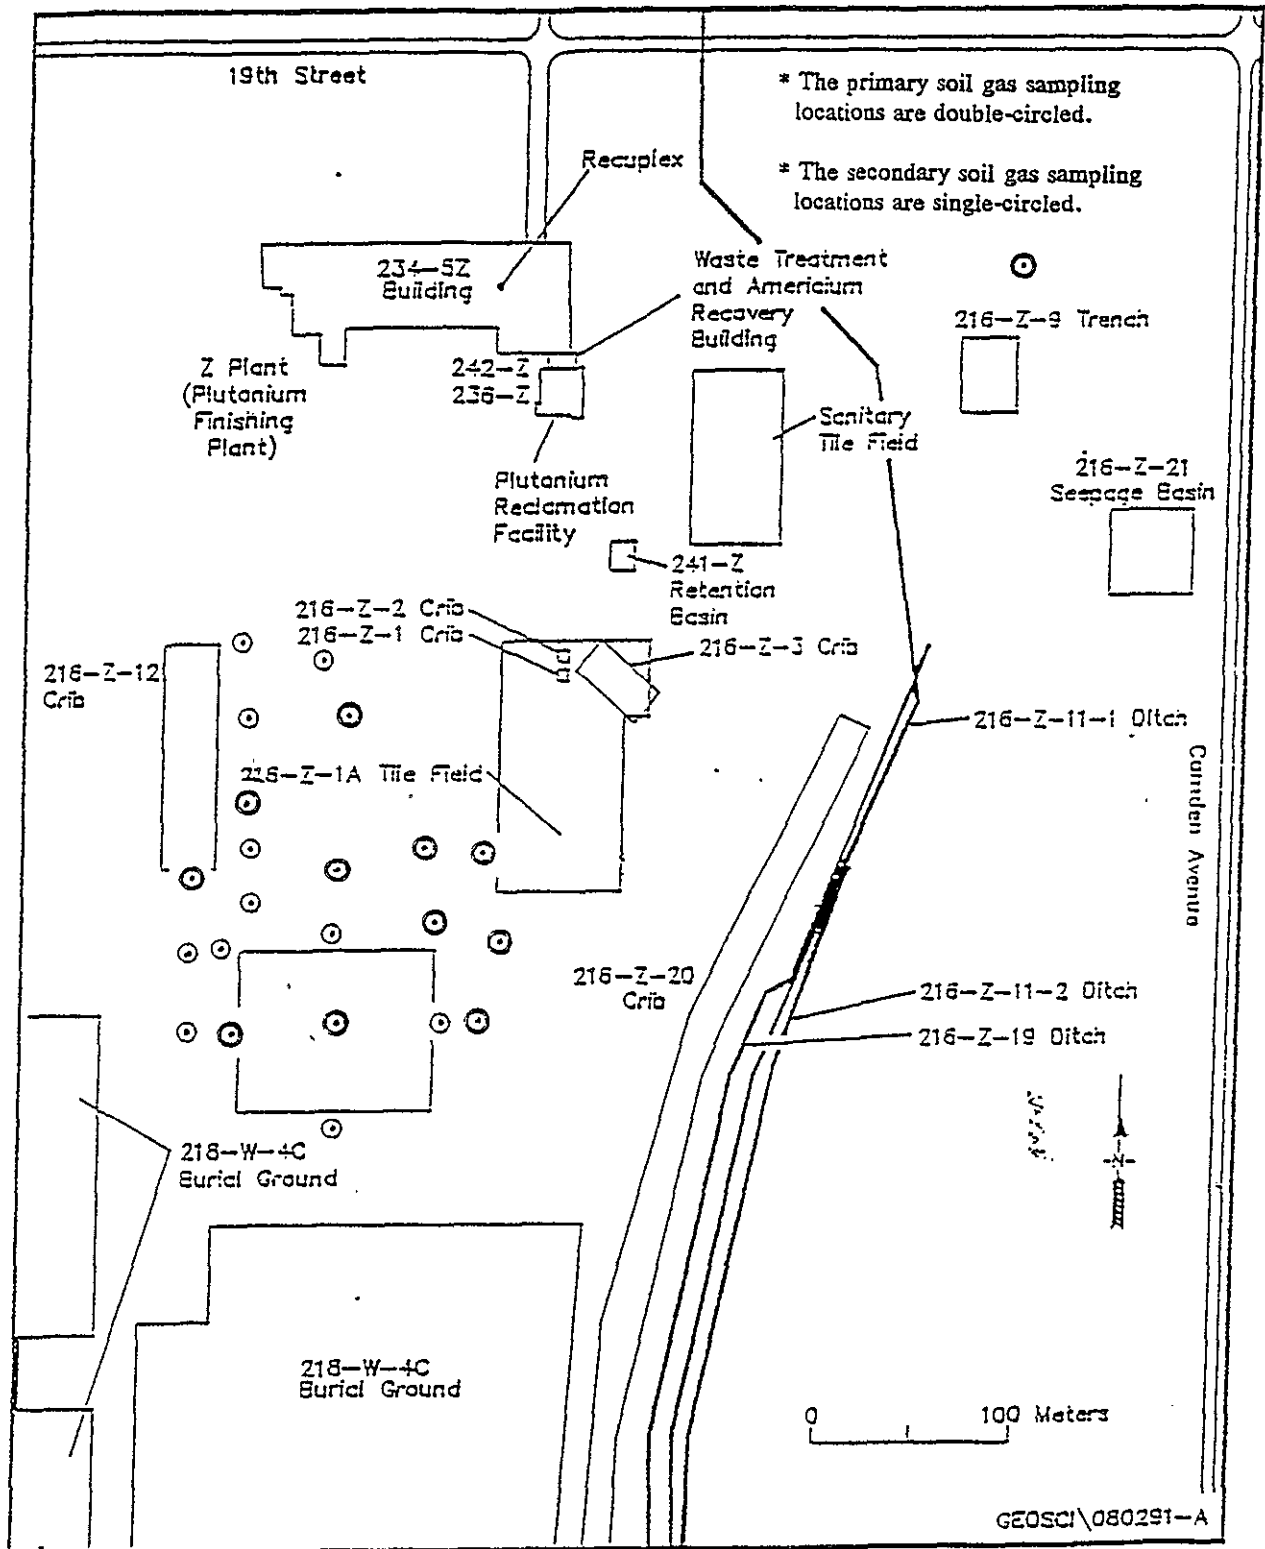 19th Street
* The primary soil gas sampling
locations are double-circled.
* The secondary soil gas sampling
locations are single-circled.
Recuplex
234-5Z
Building
Waste Treatment
and Americium
Recovery
Building
216-Z-9 Trench
Z Plant
(Plutonium
Finishing
Plant)
242-Z
236-Z
Sanitary
Tile Field
Plutonium
Reclamation
Facility
216-Z-21
Seepage Basin
241-Z
Retention
Basin
216-Z-2 Crib
216-Z-1 Crib
216-Z-3 Crib
216-Z-12
Crib
216-Z-11-1 Ditch
216-Z-1A Tile Field
Camden Avenue
216-Z-20
Crib
216-Z-11-2 Ditch
216-Z-19 Ditch
218-W-4C
Burial Ground
218-W-4C
Burial Ground
Z
0 100 Meters
GEOSCI\080291-A